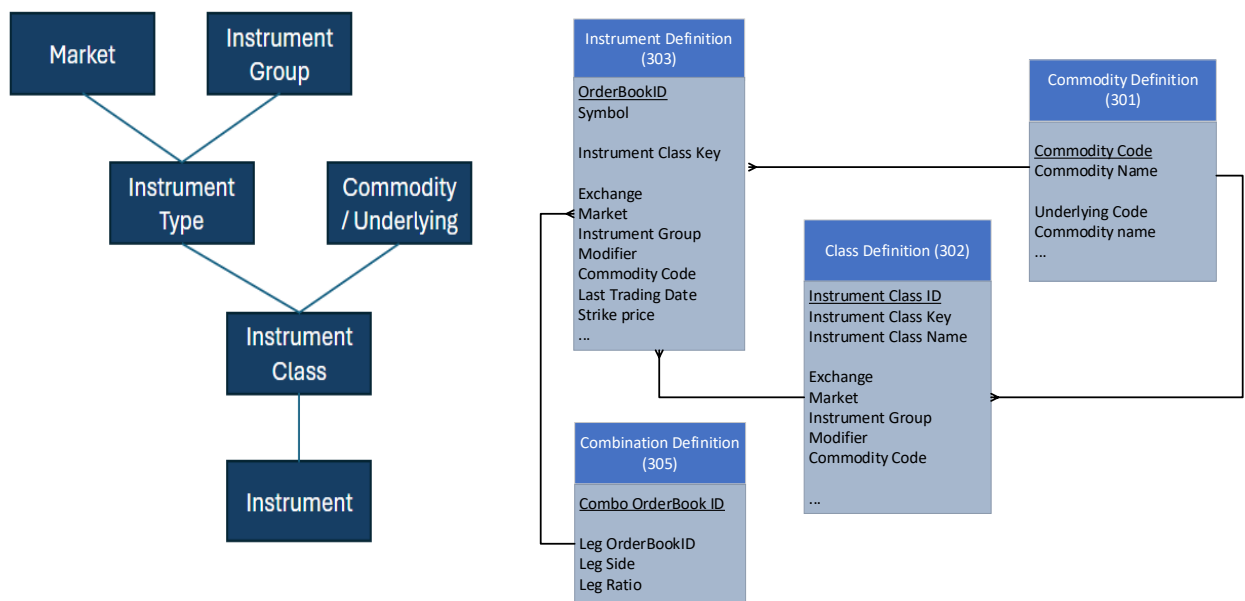 Market
Instrument
Group
Instrument
Type
Commodity
/ Underlying
Instrument
Class
Instrument
Instrument Definition
(303)
OrderBookID
Symbol
Instrument Class Key
Exchange
Market
Instrument Group
Modifier
Commodity Code
Last Trading Date
Strike price
...
Commodity Definition
(301)
Commodity Code
Commodity Name
Underlying Code
Commodity name
...
Class Definition (302)
Instrument Class ID
Instrument Class Key
Instrument Class Name
Exchange
Market
Instrument Group
Modifier
Commodity Code
...
Combination Definition
(305)
Combo OrderBook ID
Leg OrderBookID
Leg Side
Leg Ratio